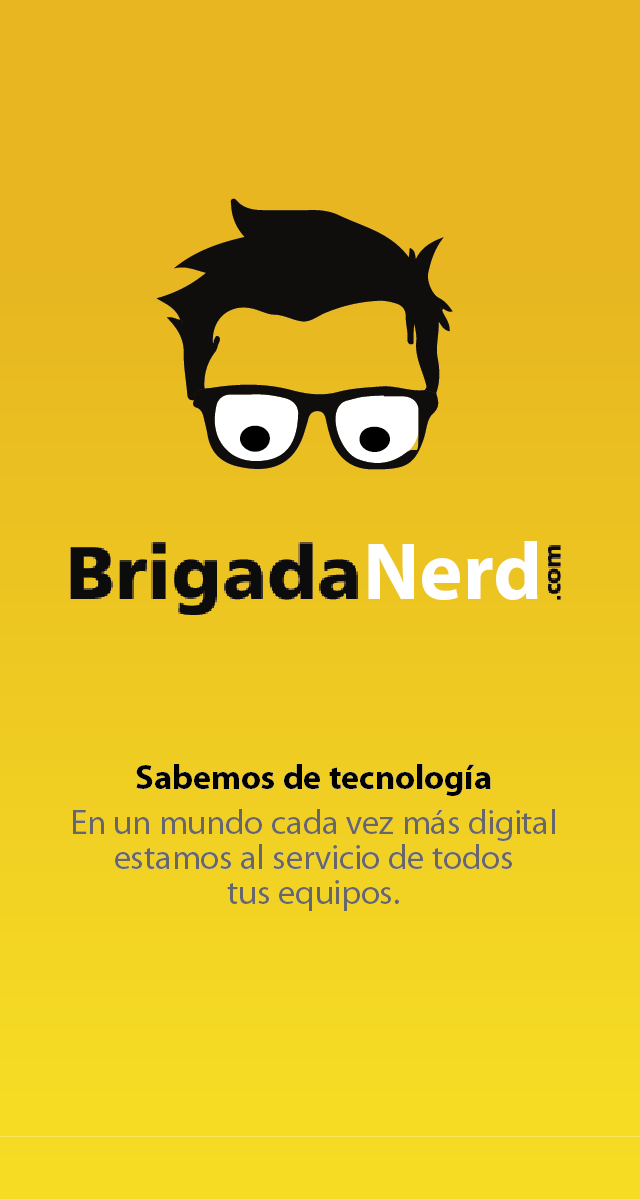 BrigadaNerd.com
Sabemos de tecnología
En un mundo cada vez más digital
estamos al servicio de todos
tus equipos.